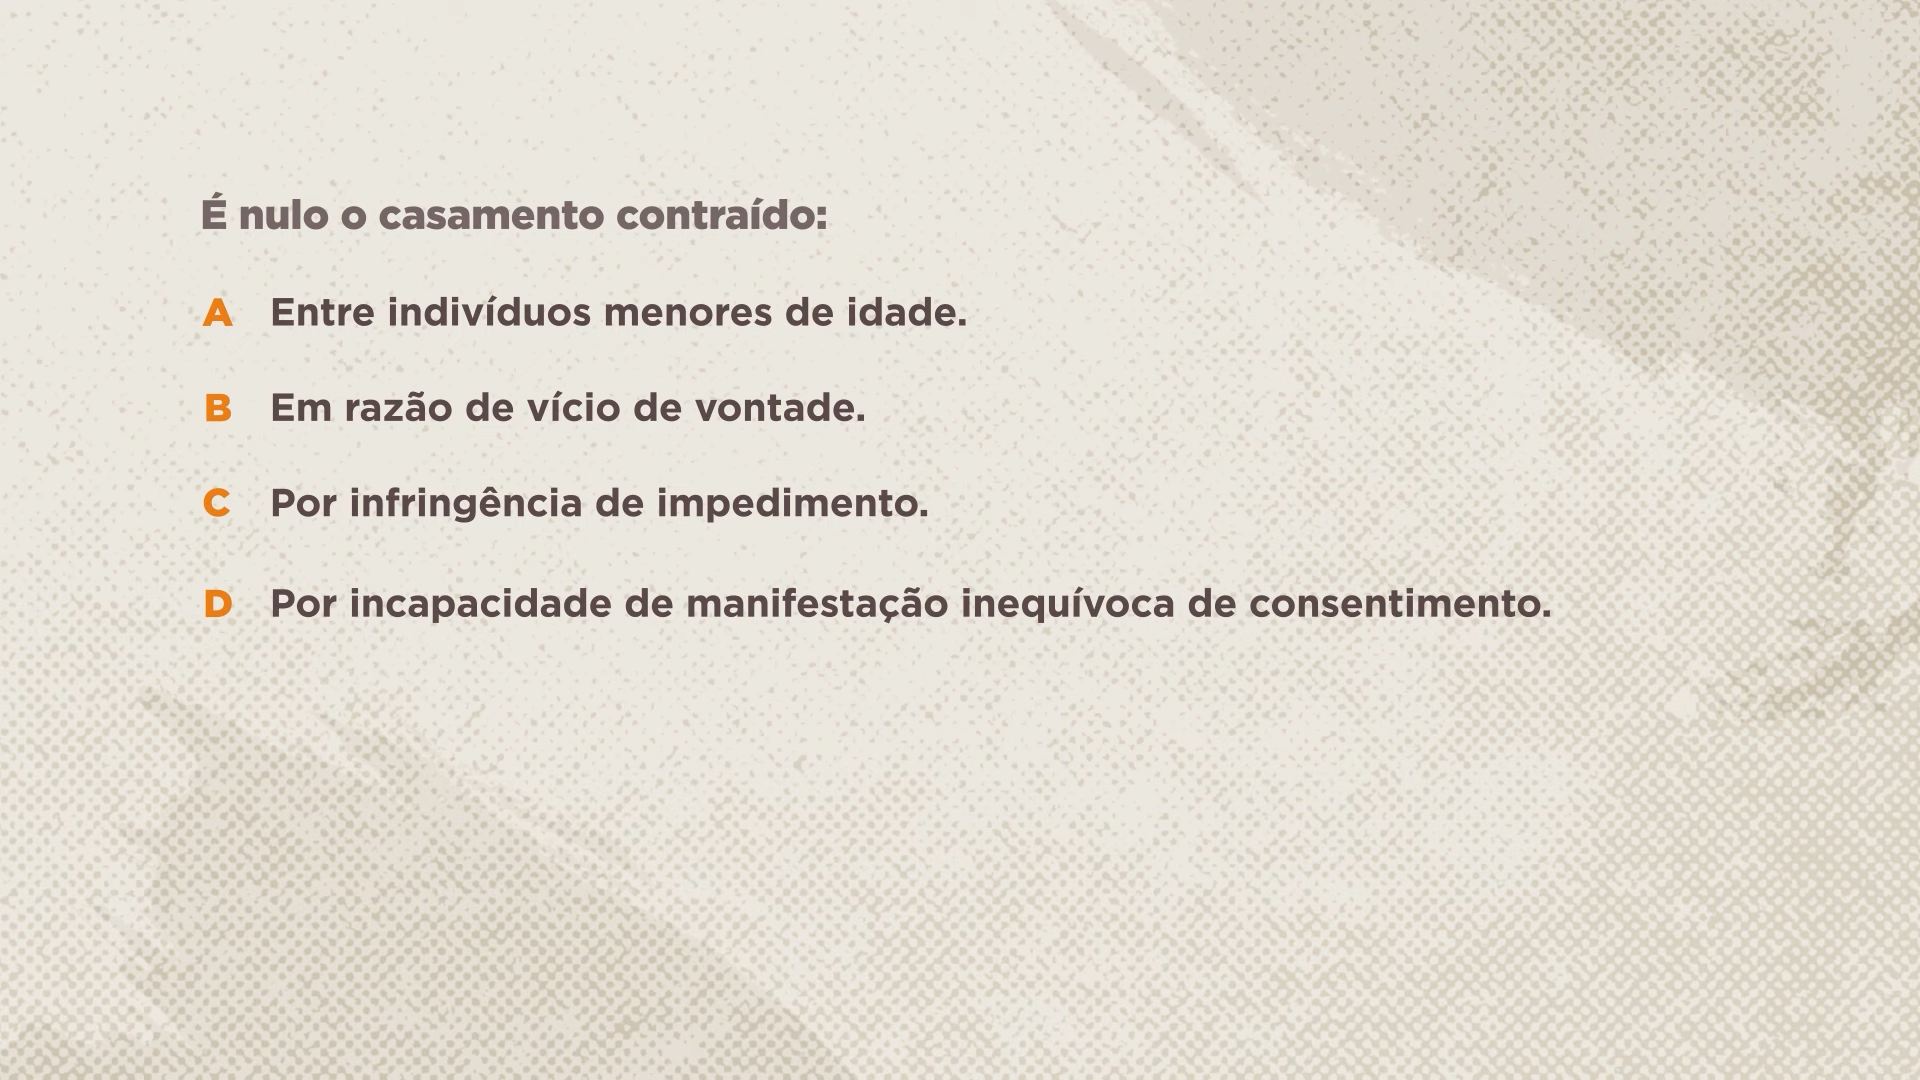 É nulo o casamento contraído:
A Entre indivíduos menores de idade.
B Em razão de vício de vontade.
C Por infringência de impedimento.
D Por incapacidade de manifestação inequívoca de consentimento.